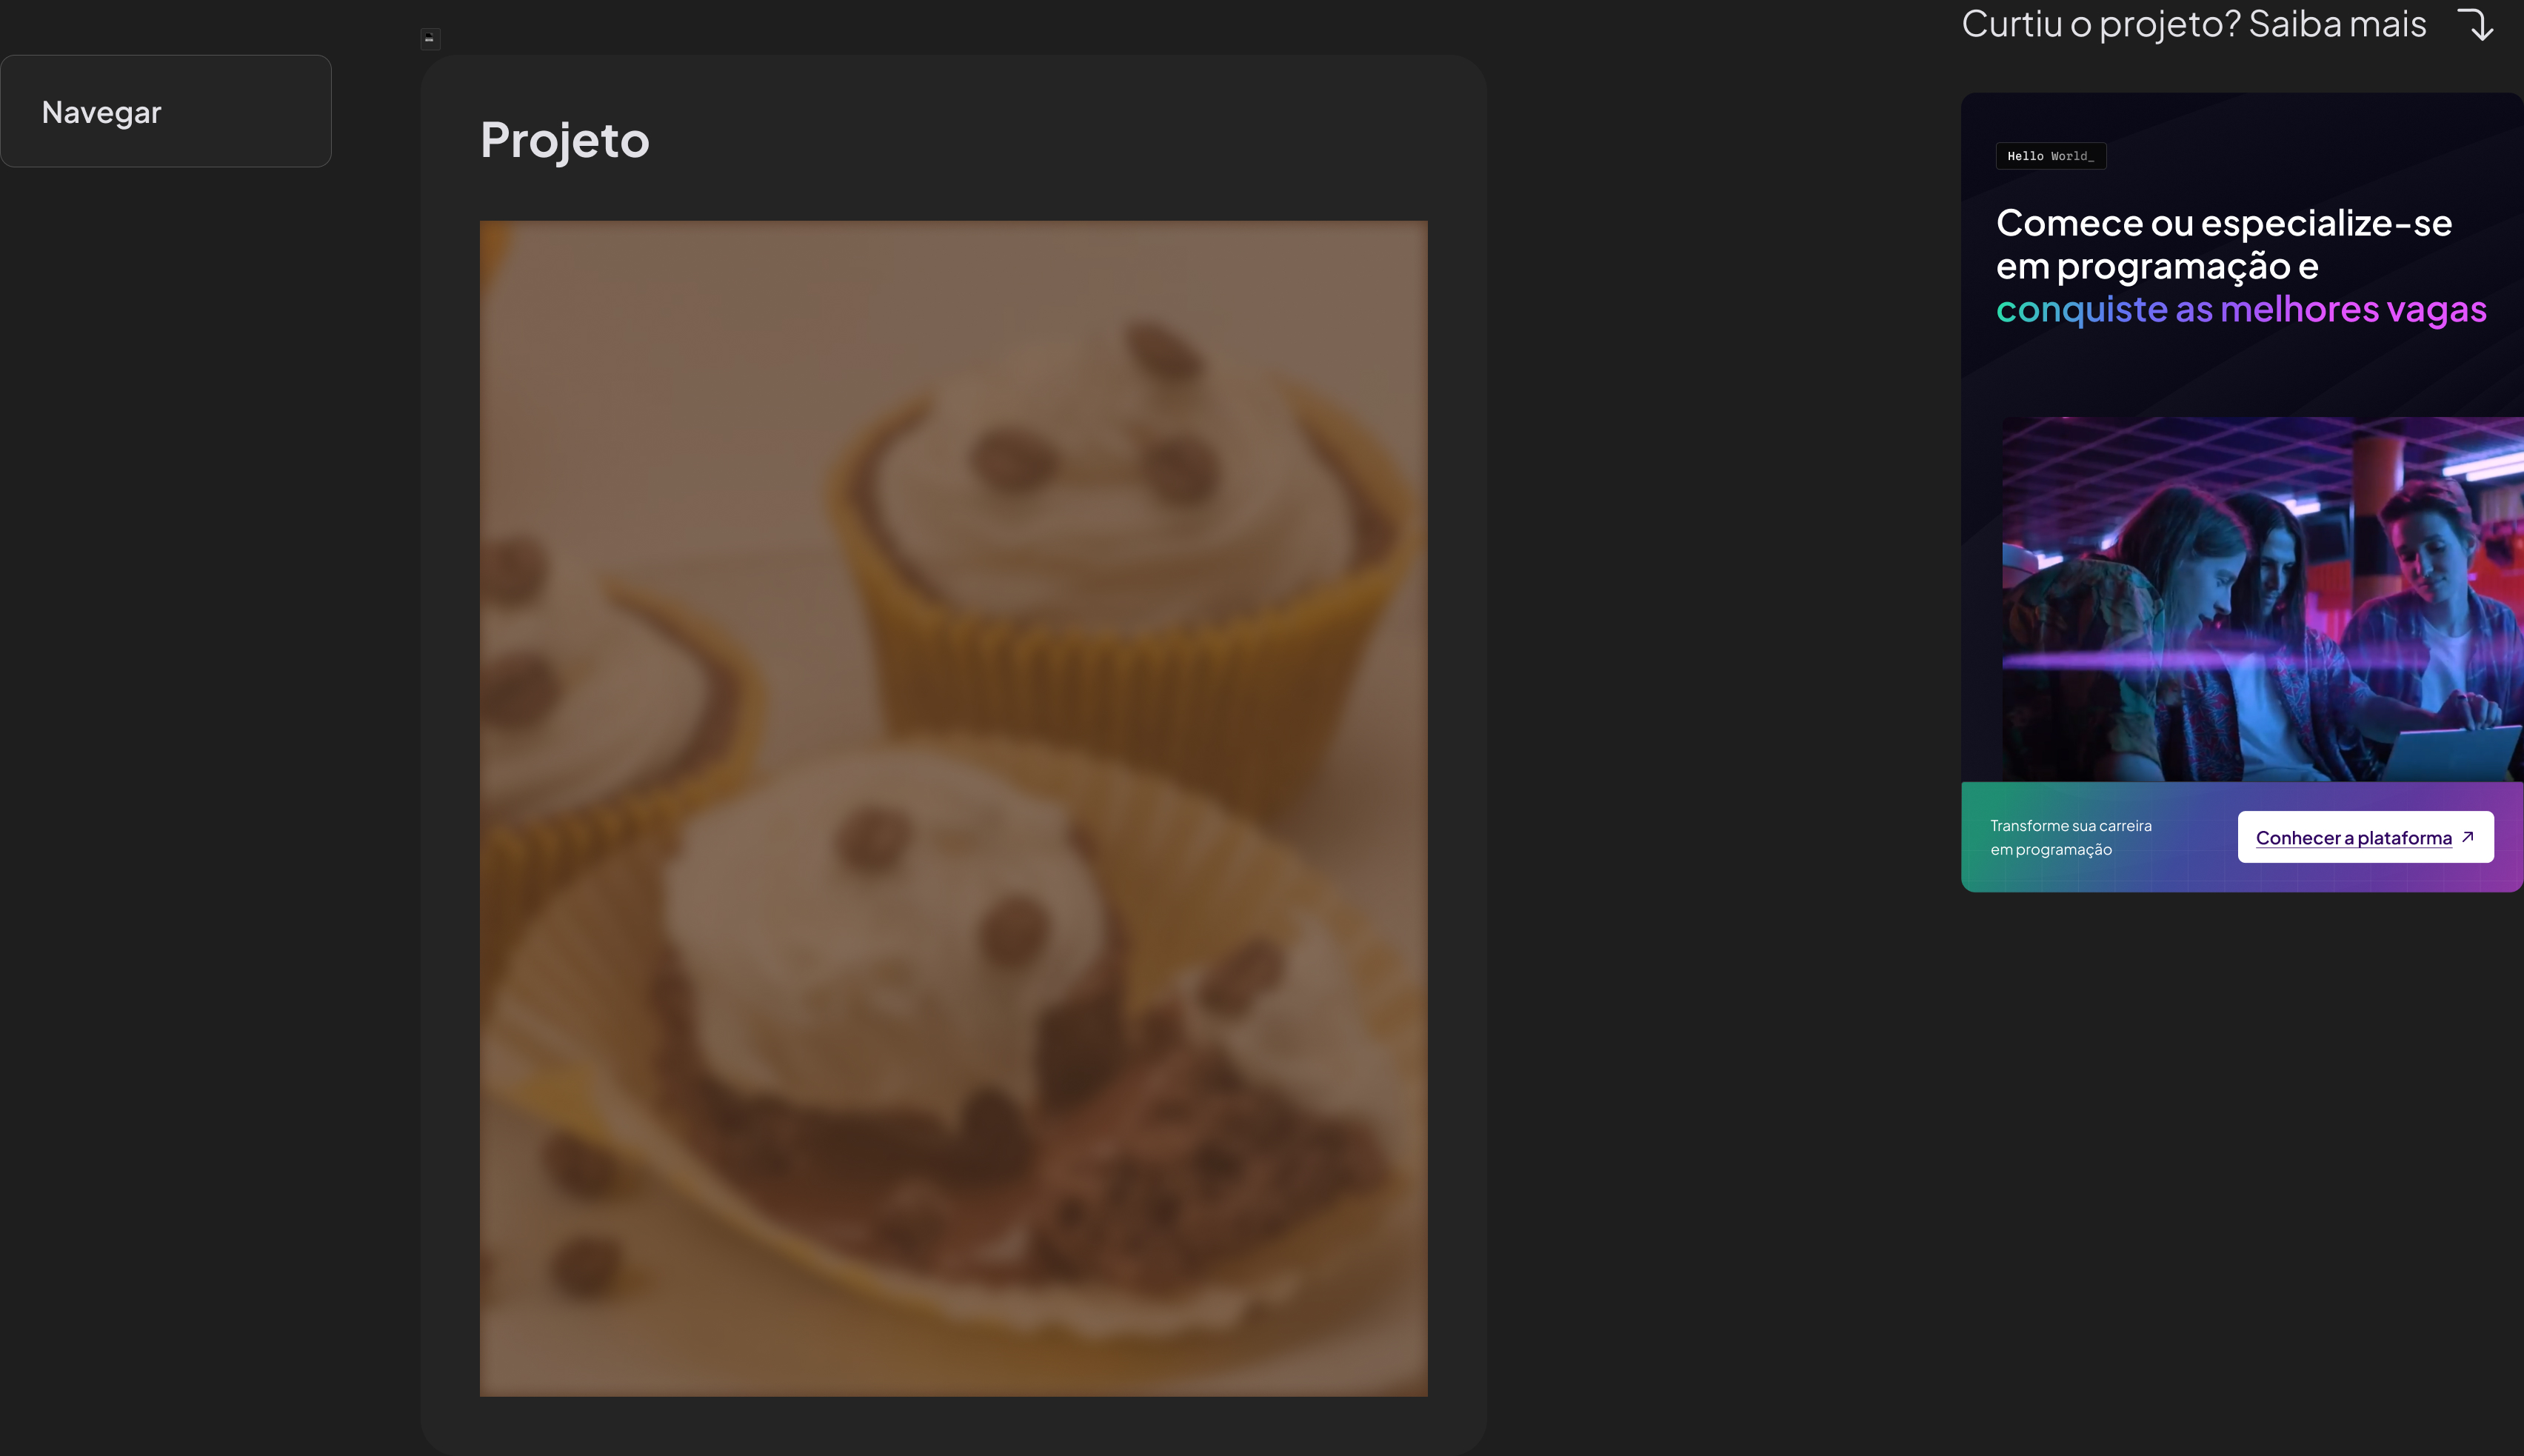 Curtiu o projeto? Saiba mais
Navegar
Projeto
Hello World_
Comece ou especialize-se
em programação e
conquiste as melhores vagas
Transforme sua carreira
em programação
Conhecer a plataforma